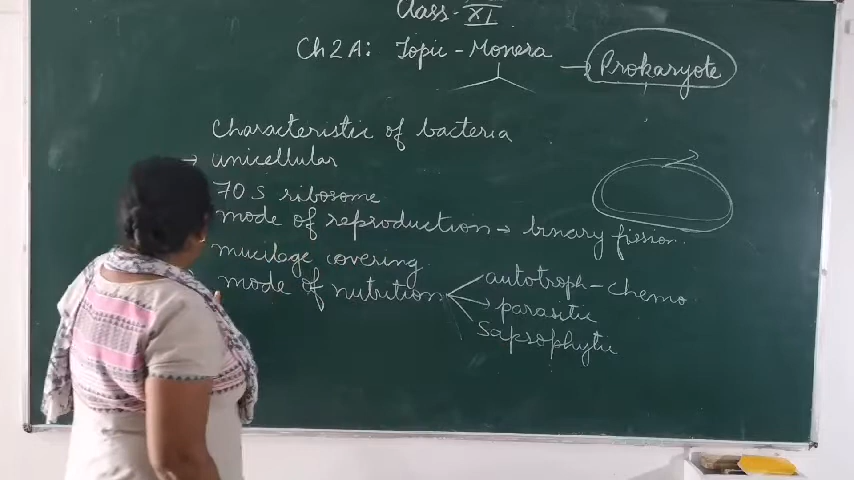 Class-XI
Ch2A: Topic - Monera
Prokaryote
Characteristic of bacteria
→ unicellular
70 S ribosome
mode of reproduction → binary fission
mucilage covering
mode of nutrition
autotroph - chemo
→ parasitic
Sapsophytic